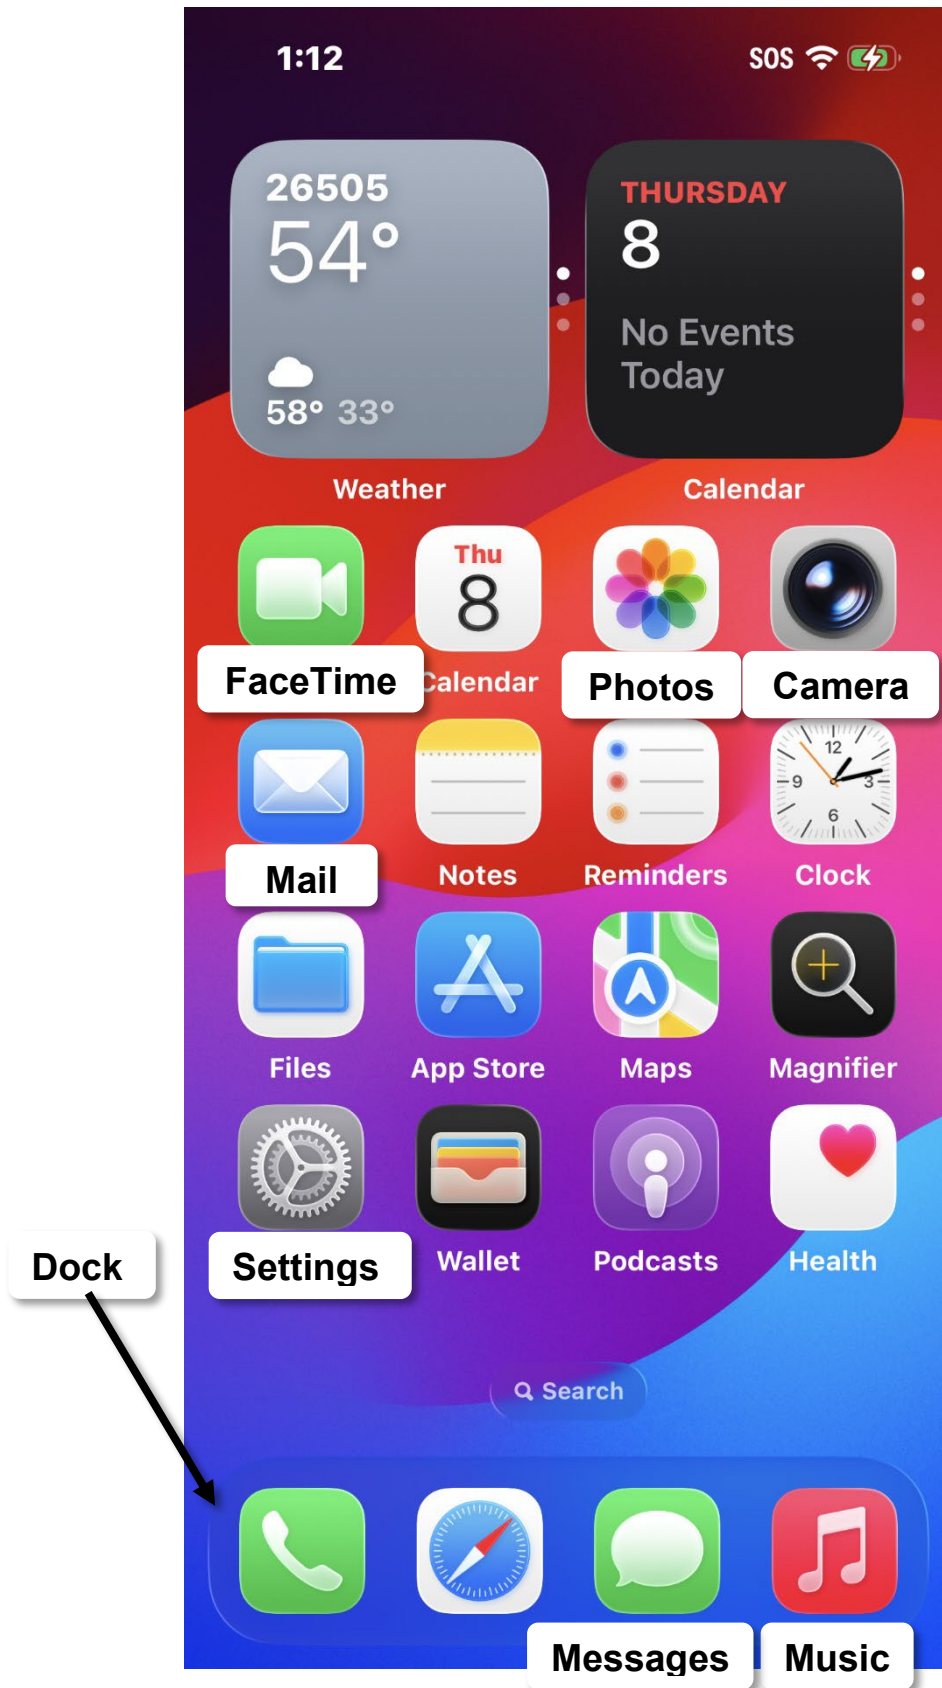 1:12 SOS
26505
54°
58° 33°
Weather
THURSDAY
8
No Events
Today
Calendar
Thu
8
FaceTime Calendar Photos Camera
12
9 3
6
Mail Notes Reminders Clock
Files App Store Maps Magnifier
Settings Wallet Podcasts Health
Dock
Search
Messages Music